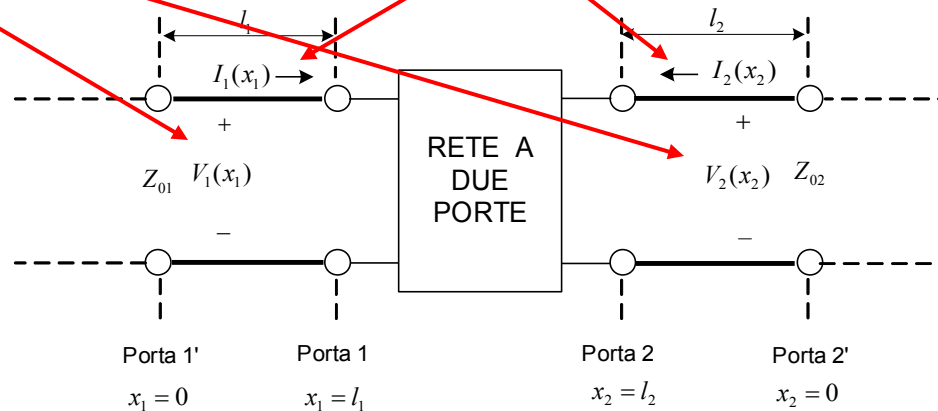 l₁
l₂
I₁(x₁)
I₂(x₂)
+
+
RETE A
DUE
PORTE
Z₀₁ V₁(x₁)
V₂(x₂) Z₀₂
−
−
Porta 1'
Porta 1
Porta 2
Porta 2'
x₁ = 0
x₁ = l₁
x₂ = l₂
x₂ = 0